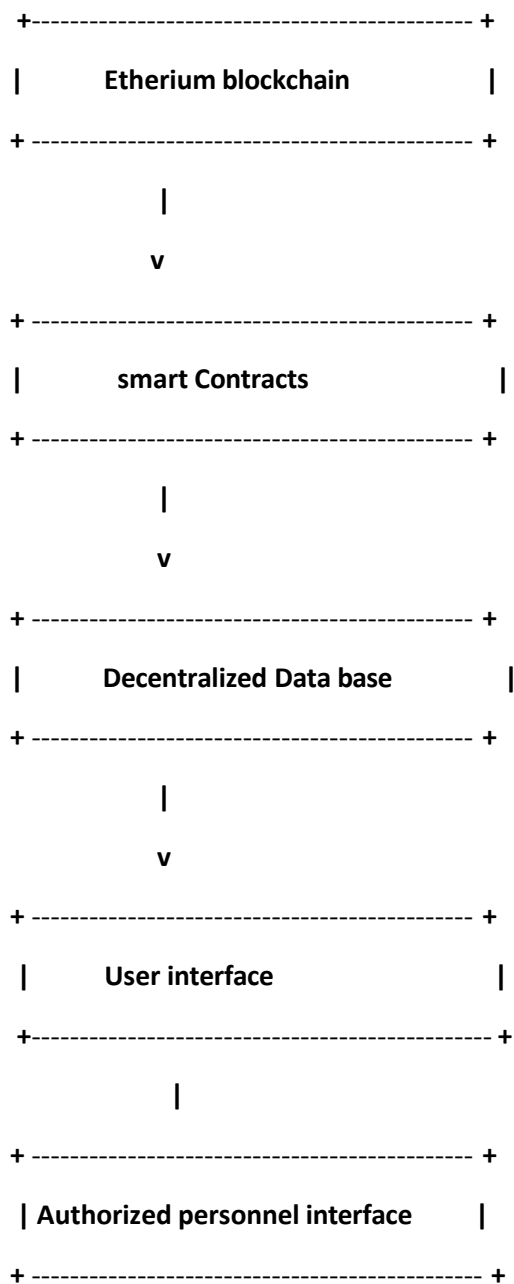 +---------------------------------------------- +
| Etherium blockchain |
+ ---------------------------------------------- +
|
v
+ ---------------------------------------------- +
| smart Contracts |
+ ---------------------------------------------- +
|
v
+ ---------------------------------------------- +
| Decentralized Data base |
+ ---------------------------------------------- +
|
v
+ ---------------------------------------------- +
| User interface |
+------------------------------------------------ +
|
+ ---------------------------------------------- +
| Authorized personnel interface |
+ ----------------------------------------------- +